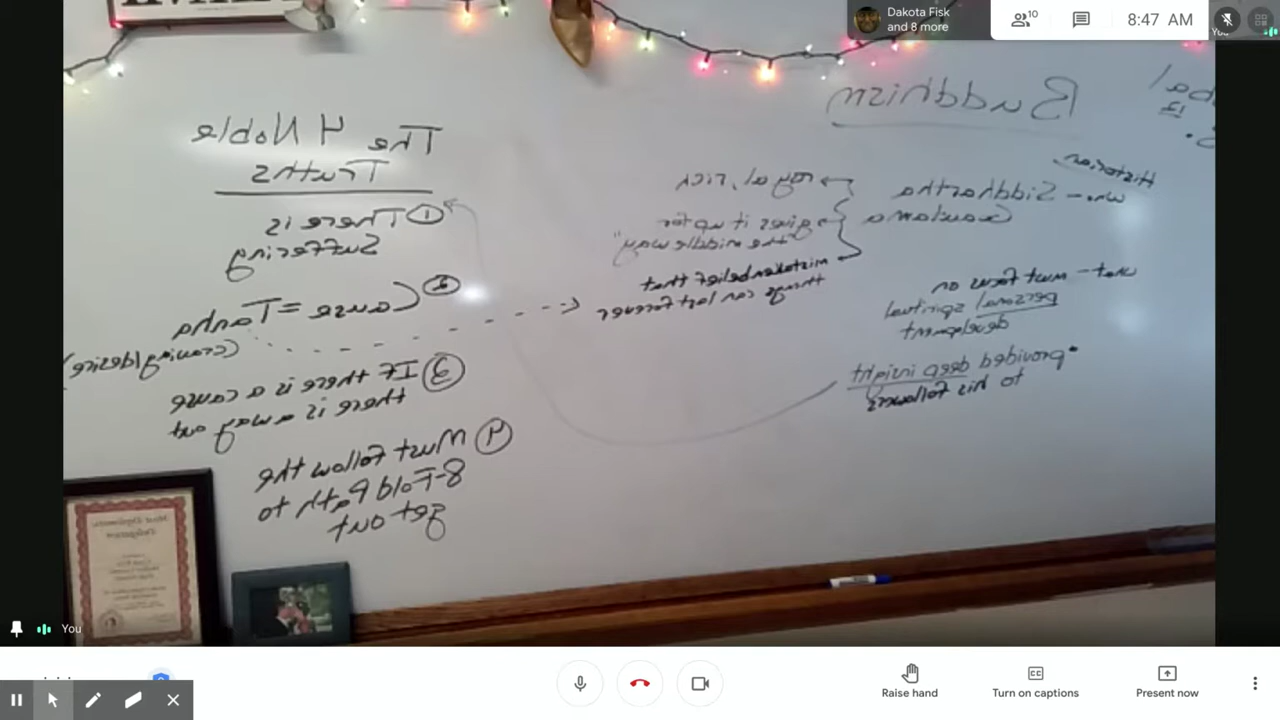 Dakota Fisk
and 8 more
10
8:47 AM
You
Buddhism
Historian
who - Siddhartha
Gautama
royal, rich
gives it up for
"the middle way"
mistaken belief that
things can last forever
what - must turn on
personal spiritual
development
*provided deep insight
to his followers
The 4 Noble
Truths
① There is
Suffering
② Cause = Tanha
(craving/desire)
③ If there is a cause
there is a way out
④ Must follow the
8-Fold Path to
get out
You
Raise hand
CC
Turn on captions
Present now